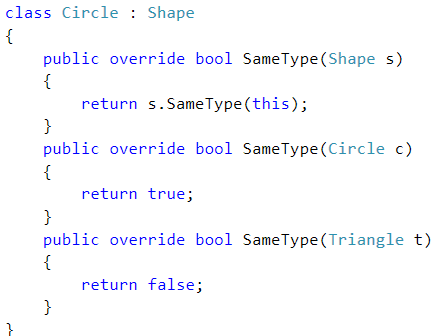 class Circle : Shape
{
    public override bool SameType(Shape s)
    {
        return s.SameType(this);
    }
    public override bool SameType(Circle c)
    {
        return true;
    }
    public override bool SameType(Triangle t)
    {
        return false;
    }
}